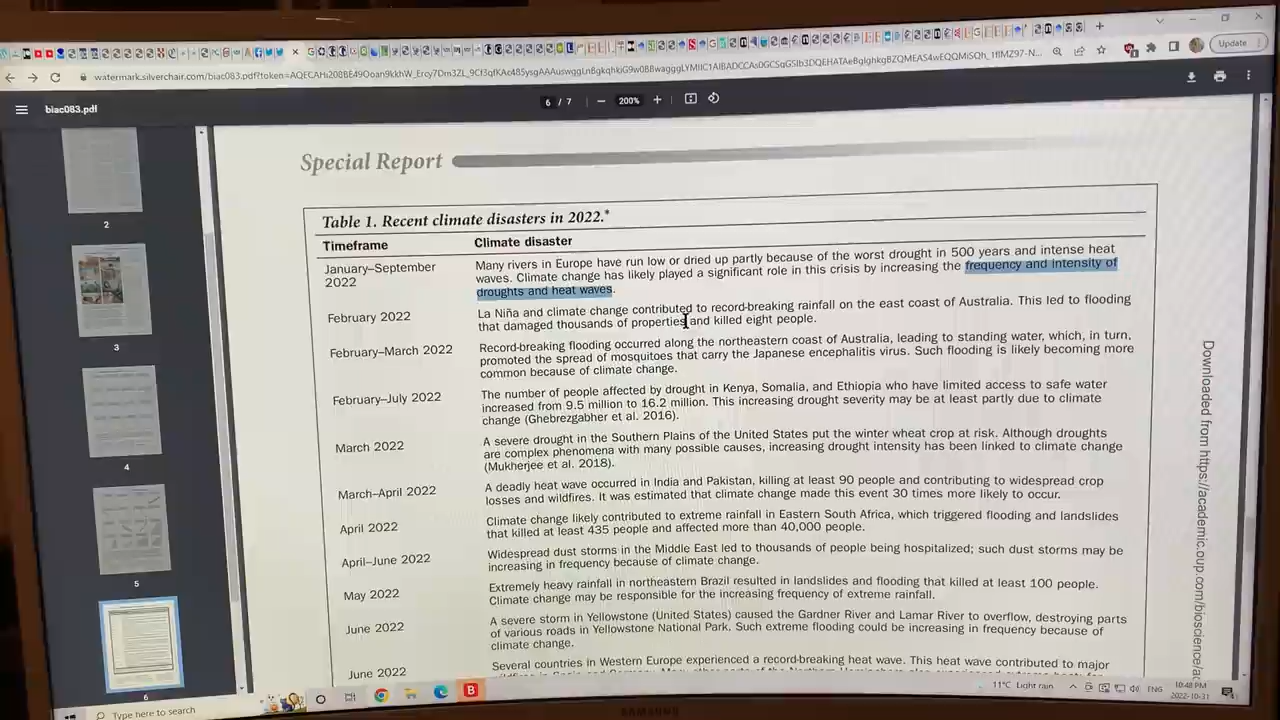 Update
watermark.silverchair.com/biac083.pdf?token=
biac083.pdf
6 / 7
200%
Special Report
Table 1. Recent climate disasters in 2022.*
Timeframe Climate disaster
January–September 2022
Many rivers in Europe have run low or dried up partly because of the worst drought in 500 years and intense heat
waves. Climate change has likely played a significant role in this crisis by increasing the frequency and intensity of
droughts and heat waves.
February 2022
La Niña and climate change contributed to record-breaking rainfall on the east coast of Australia. This led to flooding
that damaged thousands of properties and killed eight people.
February–March 2022
Record-breaking flooding occurred along the northeastern coast of Australia, leading to standing water, which, in turn,
promoted the spread of mosquitoes that carry the Japanese encephalitis virus. Such flooding is likely becoming more
common because of climate change.
February–July 2022
The number of people affected by drought in Kenya, Somalia, and Ethiopia who have limited access to safe water
increased from 9.5 million to 16.2 million. This increasing drought severity may be at least partly due to climate
change (Ghebrezgabher et al. 2016).
March 2022
A severe drought in the Southern Plains of the United States put the winter wheat crop at risk. Although droughts
are complex phenomena with many possible causes, increasing drought intensity has been linked to climate change
(Mukherjee et al. 2018).
March–April 2022
A deadly heat wave occurred in India and Pakistan, killing at least 90 people and contributing to widespread crop
losses and wildfires. It was estimated that climate change made this event 30 times more likely to occur.
April 2022
Climate change likely contributed to extreme rainfall in Eastern South Africa, which triggered flooding and landslides
that killed at least 435 people and affected more than 40,000 people.
April–June 2022
Widespread dust storms in the Middle East led to thousands of people being hospitalized; such dust storms may be
increasing in frequency because of climate change.
May 2022
Extremely heavy rainfall in northeastern Brazil resulted in landslides and flooding that killed at least 100 people.
Climate change may be responsible for the increasing frequency of extreme rainfall.
June 2022
A severe storm in Yellowstone (United States) caused the Gardner River and Lamar River to overflow, destroying parts
of various roads in Yellowstone National Park. Such extreme flooding could be increasing in frequency because of
climate change.
June 2022
Several countries in Western Europe experienced a record-breaking heat wave. This heat wave contributed to major
Downloaded from https://academic.oup.com/bioscience/a
2
3
4
5
6
Type here to search
11°C Light rain
ENG
10:48 PM
2022-10-31
SAMSUNG